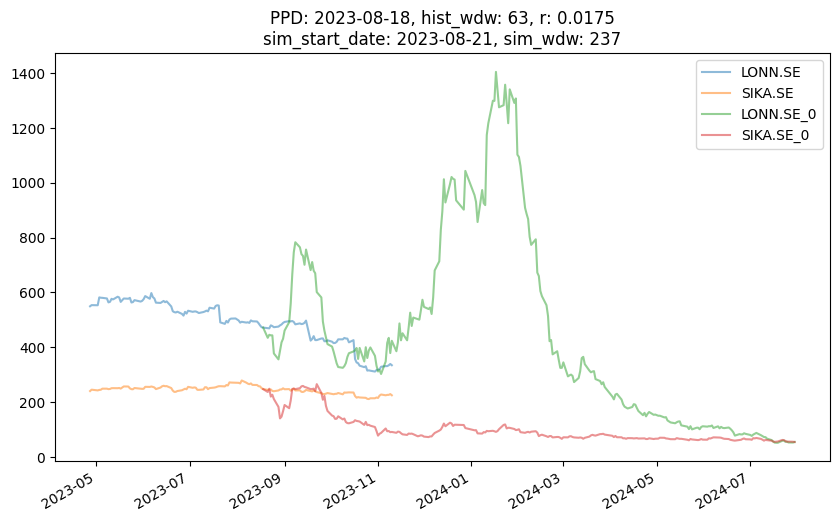 PPD: 2023-08-18, hist_wdw: 63, r: 0.0175
sim_start_date: 2023-08-21, sim_wdw: 237
LONN.SE
SIKA.SE
LONN.SE_0
SIKA.SE_0
1400
1200
1000
800
600
400
200
0
2023-05
2023-07
2023-09
2023-11
2024-01
2024-03
2024-05
2024-07